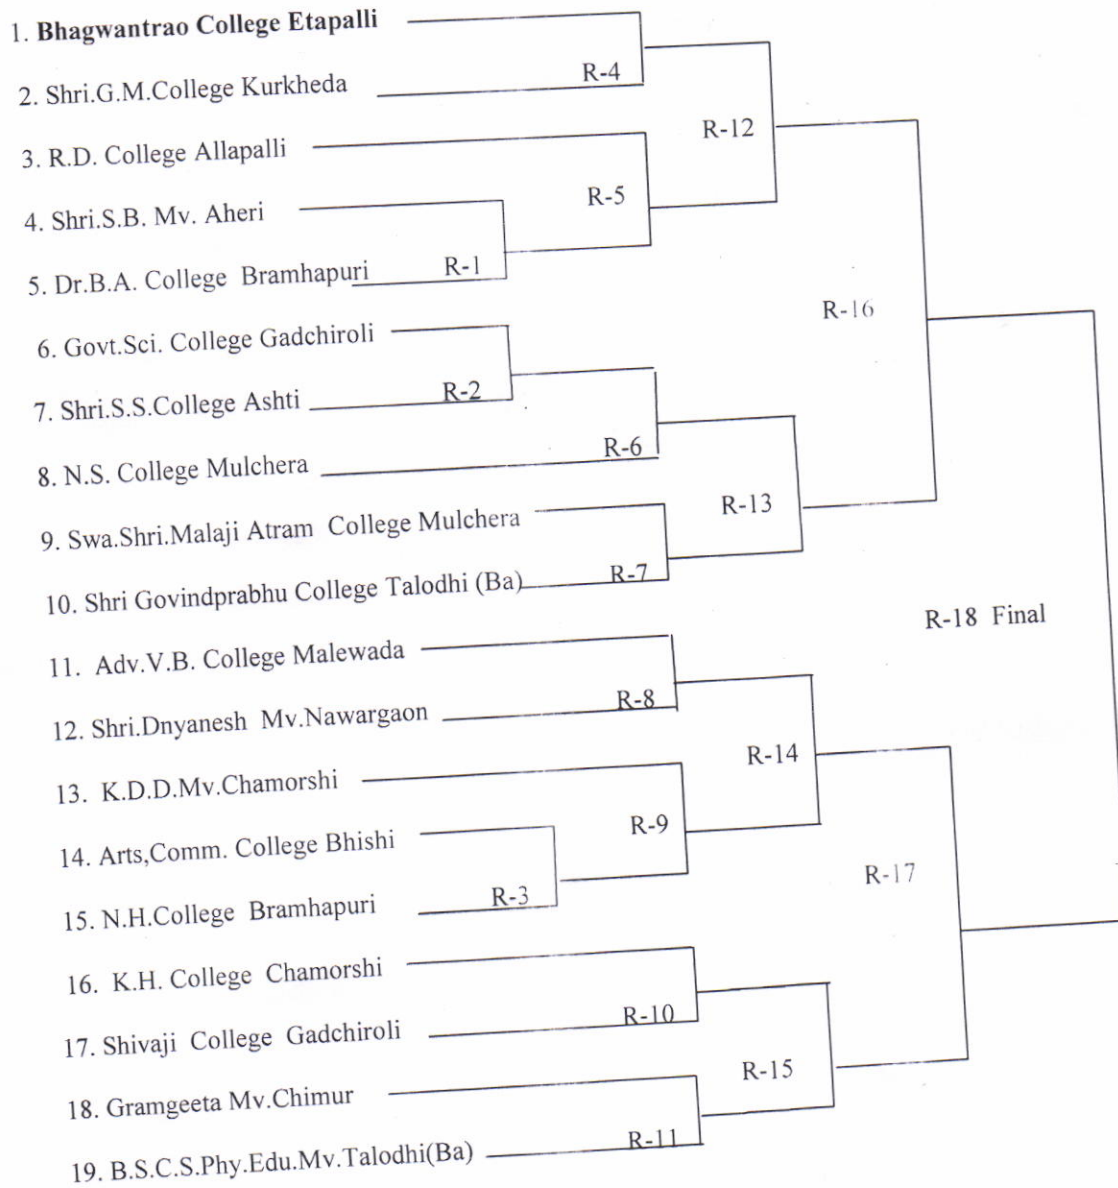 1. Bhagwantrao College Etapalli
R-4
2. Shri.G.M.College Kurkheda
R-12
3. R.D. College Allapalli
R-5
4. Shri.S.B. Mv. Aheri
R-1
5. Dr.B.A. College Bramhapuri
R-16
6. Govt.Sci. College Gadchiroli
R-2
7. Shri.S.S.College Ashti
R-6
8. N.S. College Mulchera
R-13
9. Swa.Shri.Malaji Atram College Mulchera
R-7
10. Shri Govindprabhu College Talodhi (Ba)
R-18 Final
11. Adv.V.B. College Malewada
R-8
12. Shri.Dnyanesh Mv.Nawargaon
R-14
13. K.D.D.Mv.Chamorshi
R-9
14. Arts,Comm. College Bhishi
R-17
R-3
15. N.H.College Bramhapuri
16. K.H. College Chamorshi
R-10
17. Shivaji College Gadchiroli
R-15
18. Gramgeeta Mv.Chimur
R-11
19. B.S.C.S.Phy.Edu.Mv.Talodhi(Ba)